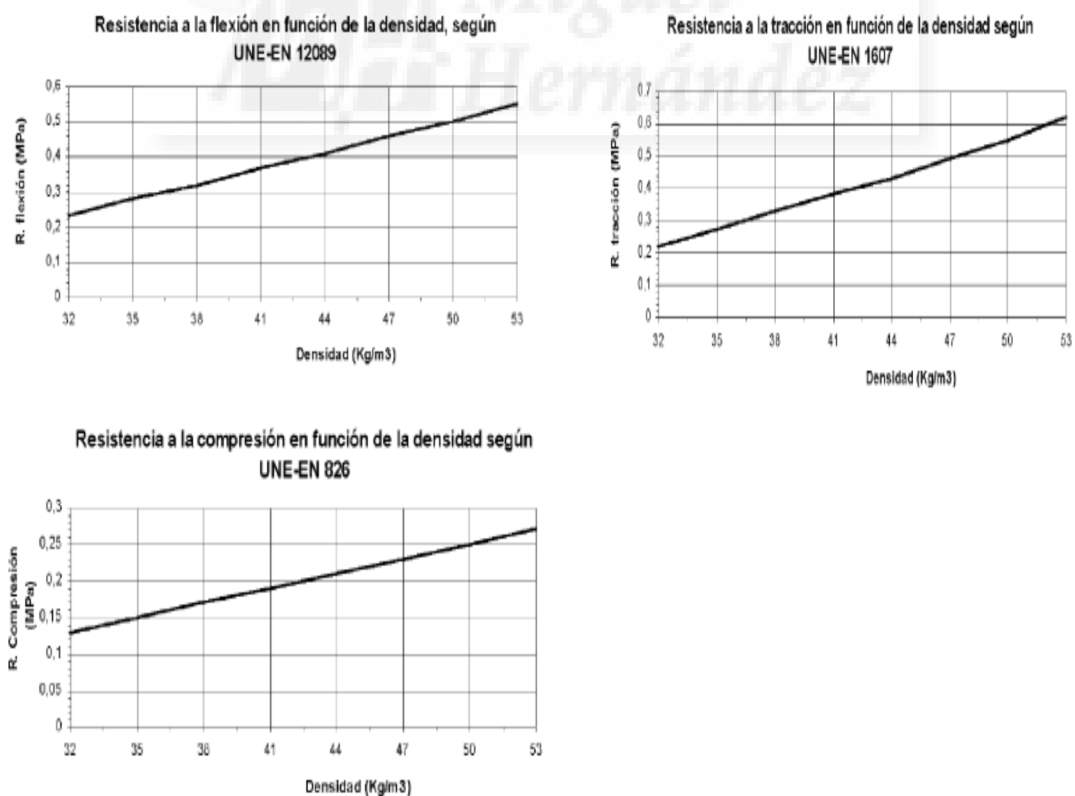 Miguel
Hernández
Resistencia a la flexión en función de la densidad, según
UNE-EN 12089
R. flexión (MPa)
0,6
0,5
0,4
0,3
0,2
0,1
0
32 35 38 41 44 47 50 53
Densidad (Kg/m3)
Resistencia a la tracción en función de la densidad según
UNE-EN 1607
R. tracción (MPa)
0,7
0,6
0,5
0,4
0,3
0,2
0,1
0
32 35 38 41 44 47 50 53
Densidad (Kg/m3)
Resistencia a la compresión en función de la densidad según
UNE-EN 826
R. Compresión
(MPa)
0,3
0,25
0,2
0,15
0,1
0,05
0
32 35 38 41 44 47 50 53
Densidad (Kg/m3)